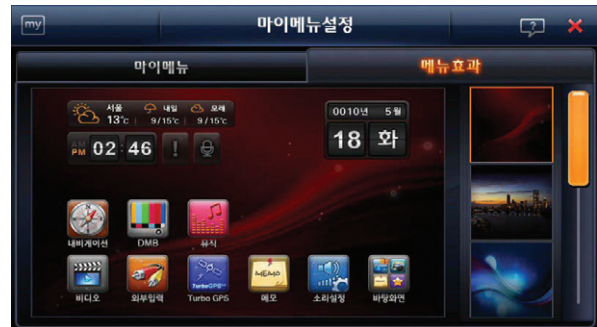 my 마이메뉴설정 ?
마이메뉴 메뉴효과
서울 내일 모레
13°c 9/15°c 9/15°c
0010년 5월
AM
PM 02 46 !
18 화
내비게이션 DMB 뮤직
TurboGPS
MEMO
비디오 외부입력 Turbo GPS 메모 소리설정 바탕화면